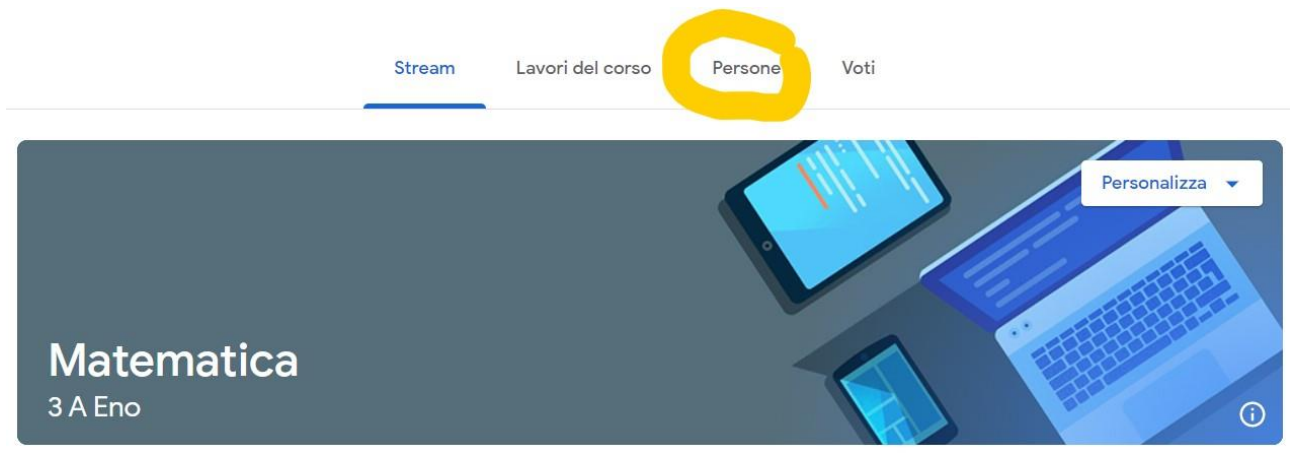 Stream Lavori del corso Persone Voti
Personalizza
Matematica
3 A Eno